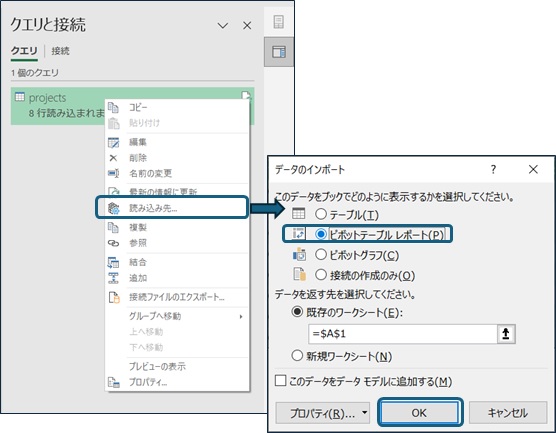 クエリと接続
クエリ 接続
1 個のクエリ
projects
8 行読み込まれま
コピー
貼り付け
編集
削除
名前の変更
最新の情報に更新
読み込み先...
複製
参照
結合
追加
接続ファイルのエクスポート...
グループへ移動
上へ移動
下へ移動
プレビューの表示
プロパティ...
データのインポート ? ×
このデータをブックでどのように表示するかを選択してください。
テーブル(T)
ピボットテーブル レポート(P)
ピボットグラフ(C)
接続の作成のみ(O)
データを返す先を選択してください。
既存のワークシート(E):
=$A$1
新規ワークシート(N)
このデータをデータ モデルに追加する(M)
プロパティ(R)... OK キャンセル